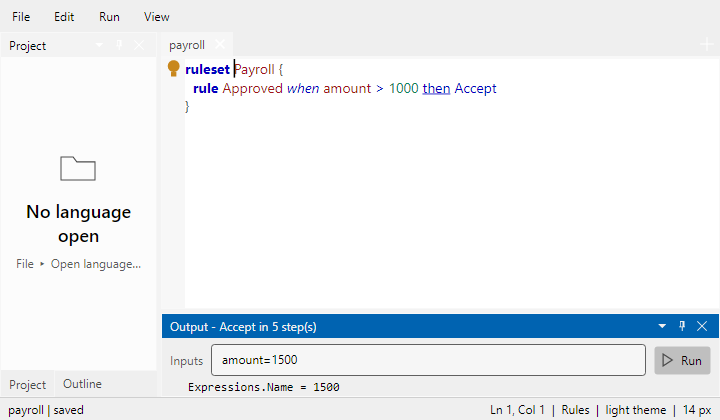 File Edit Run View
Project
payroll
ruleset Payroll {
rule Approved when amount > 1000 then Accept
}
No language
open
File ▸ Open language...
Output - Accept in 5 step(s)
Inputs amount=1500 Run
Expressions.Name = 1500
Project Outline
payroll | saved
Ln 1, Col 1 | Rules | light theme | 14 px